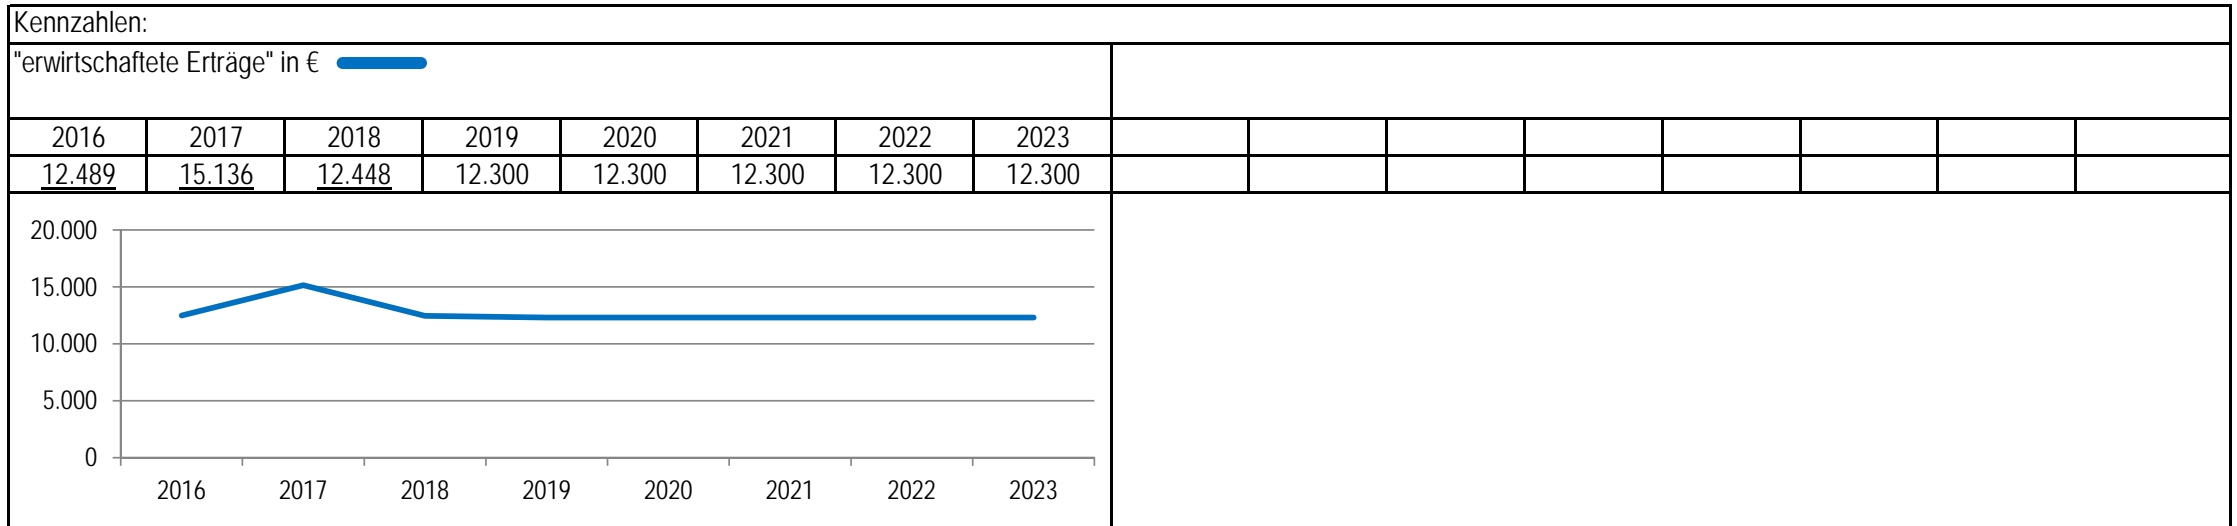 Kennzahlen:
"erwirtschaftete Erträge" in €
2016 2017 2018 2019 2020 2021 2022 2023
12.489 15.136 12.448 12.300 12.300 12.300 12.300 12.300
20.000
15.000
10.000
5.000
0
2016 2017 2018 2019 2020 2021 2022 2023